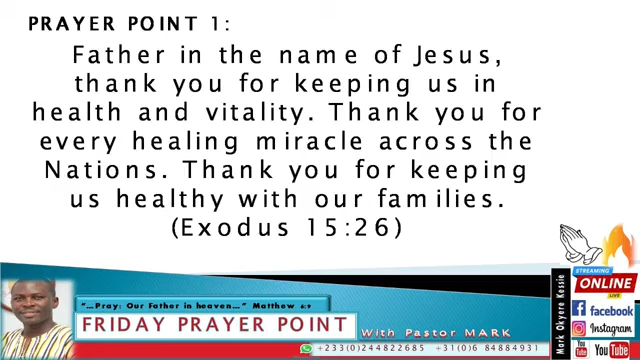 PRAYER POINT 1:
Father in the name of Jesus,
thank you for keeping us in
health and vitality. Thank you for
every healing miracle across the
Nations. Thank you for keeping
us healthy with our families.
(Exodus 15:26)
"...Pray: Our Father in heaven..." Matthew 6:9
FRIDAY PRAYER POINT
With Pastor MARK
+233(0)244822685 +31(0)6 84884931
Mark Okyere Kessie
STREAMING
ONLINE
LIVE
facebook
Instagram
You Tube
YouTube